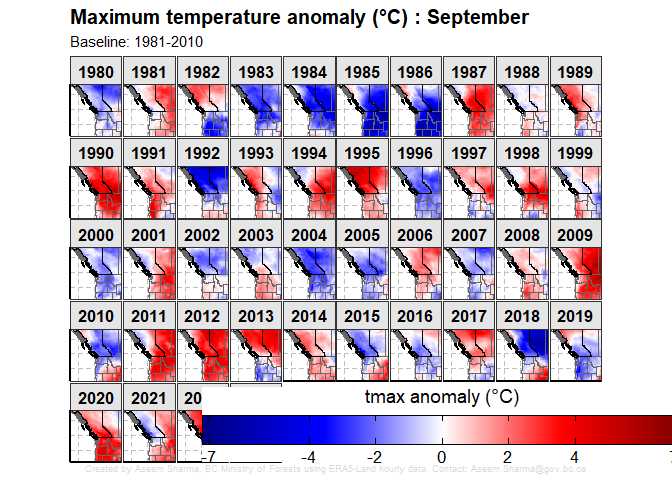 Maximum temperature anomaly (°C) : September
Baseline: 1981-2010
1980 1981 1982 1983 1984 1985 1986 1987 1988 1989
1990 1991 1992 1993 1994 1995 1996 1997 1998 1999
2000 2001 2002 2003 2004 2005 2006 2007 2008 2009
2010 2011 2012 2013 2014 2015 2016 2017 2018 2019
2020 2021 20
tmax anomaly (°C)
-7 -4 -2 0 2 4 7
Created by Aseem Sharma, BC Ministry of Forests using ERA5-Land hourly data. Contact: Aseem.Sharma@gov.bc.ca